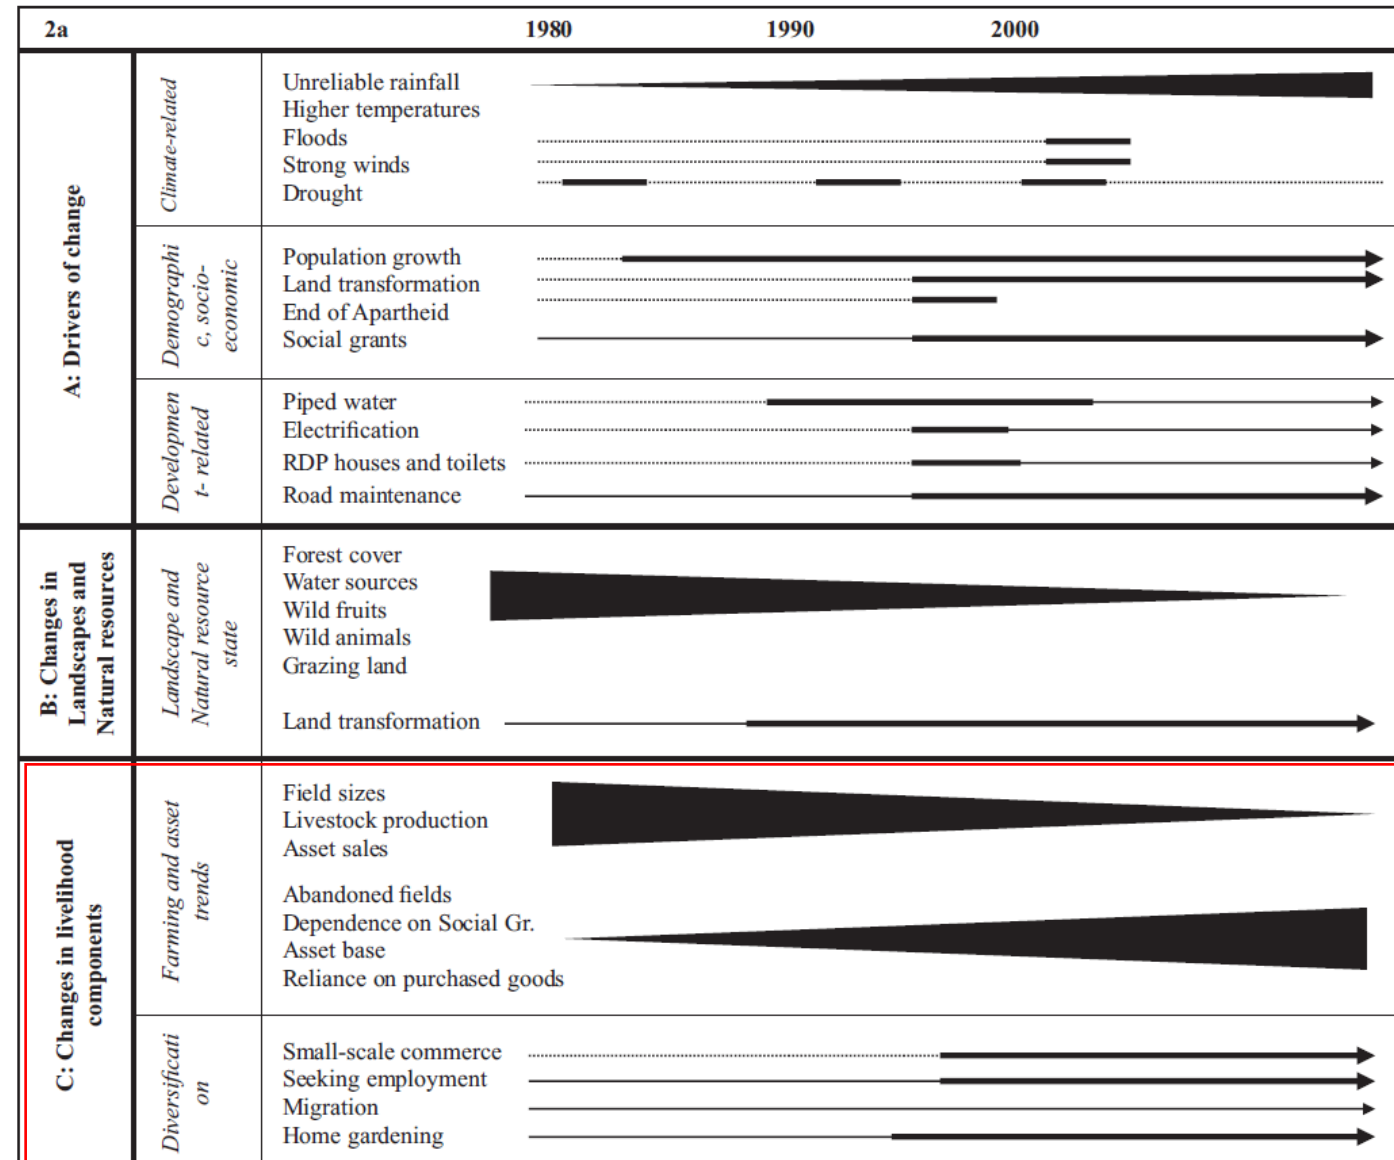 2a 1980 1990 2000
A: Drivers of change
Climate-related
Unreliable rainfall
Higher temperatures
Floods
Strong winds
Drought
Demographi
c, socio-
economic
Population growth
Land transformation
End of Apartheid
Social grants
Developmen
t- related
Piped water
Electrification
RDP houses and toilets
Road maintenance
B: Changes in
Landscapes and
Natural resources
Landscape and
Natural resource
state
Forest cover
Water sources
Wild fruits
Wild animals
Grazing land
Land transformation
C: Changes in livelihood
components
Farming and asset
trends
Field sizes
Livestock production
Asset sales
Abandoned fields
Dependence on Social Gr.
Asset base
Reliance on purchased goods
Diversificati
on
Small-scale commerce
Seeking employment
Migration
Home gardening